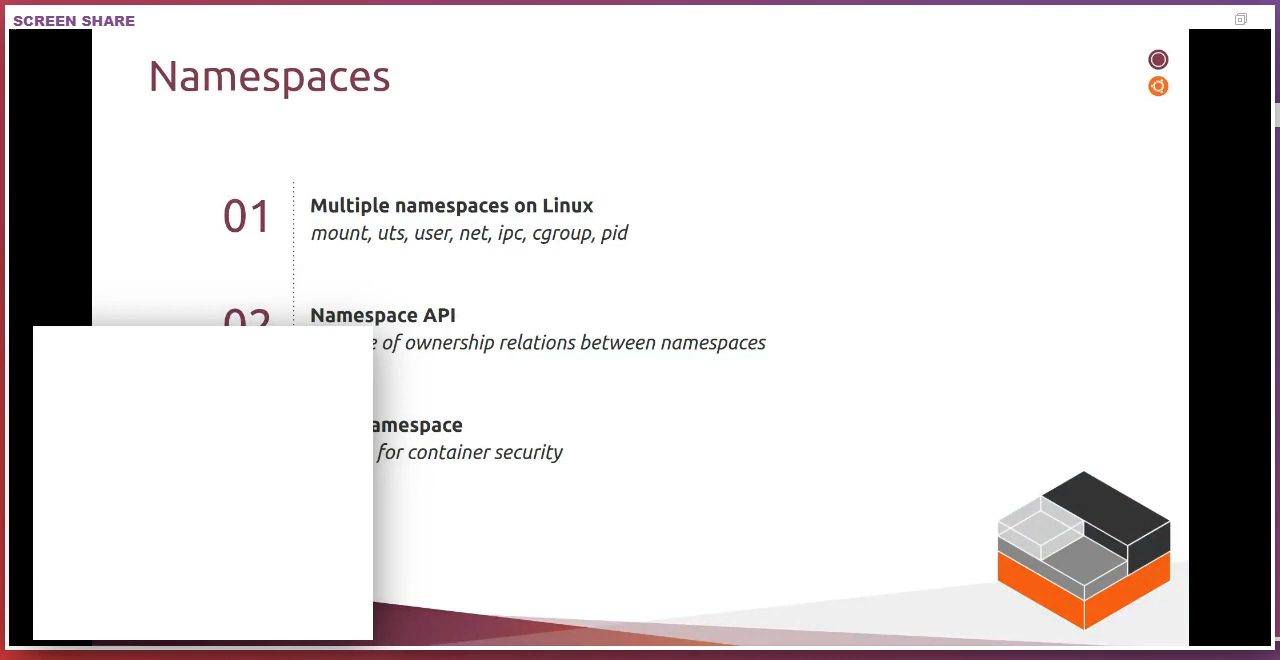 SCREEN SHARE
Namespaces
01
Multiple namespaces on Linux
mount, uts, user, net, ipc, cgroup, pid
02
Namespace API
of ownership relations between namespaces
for container security